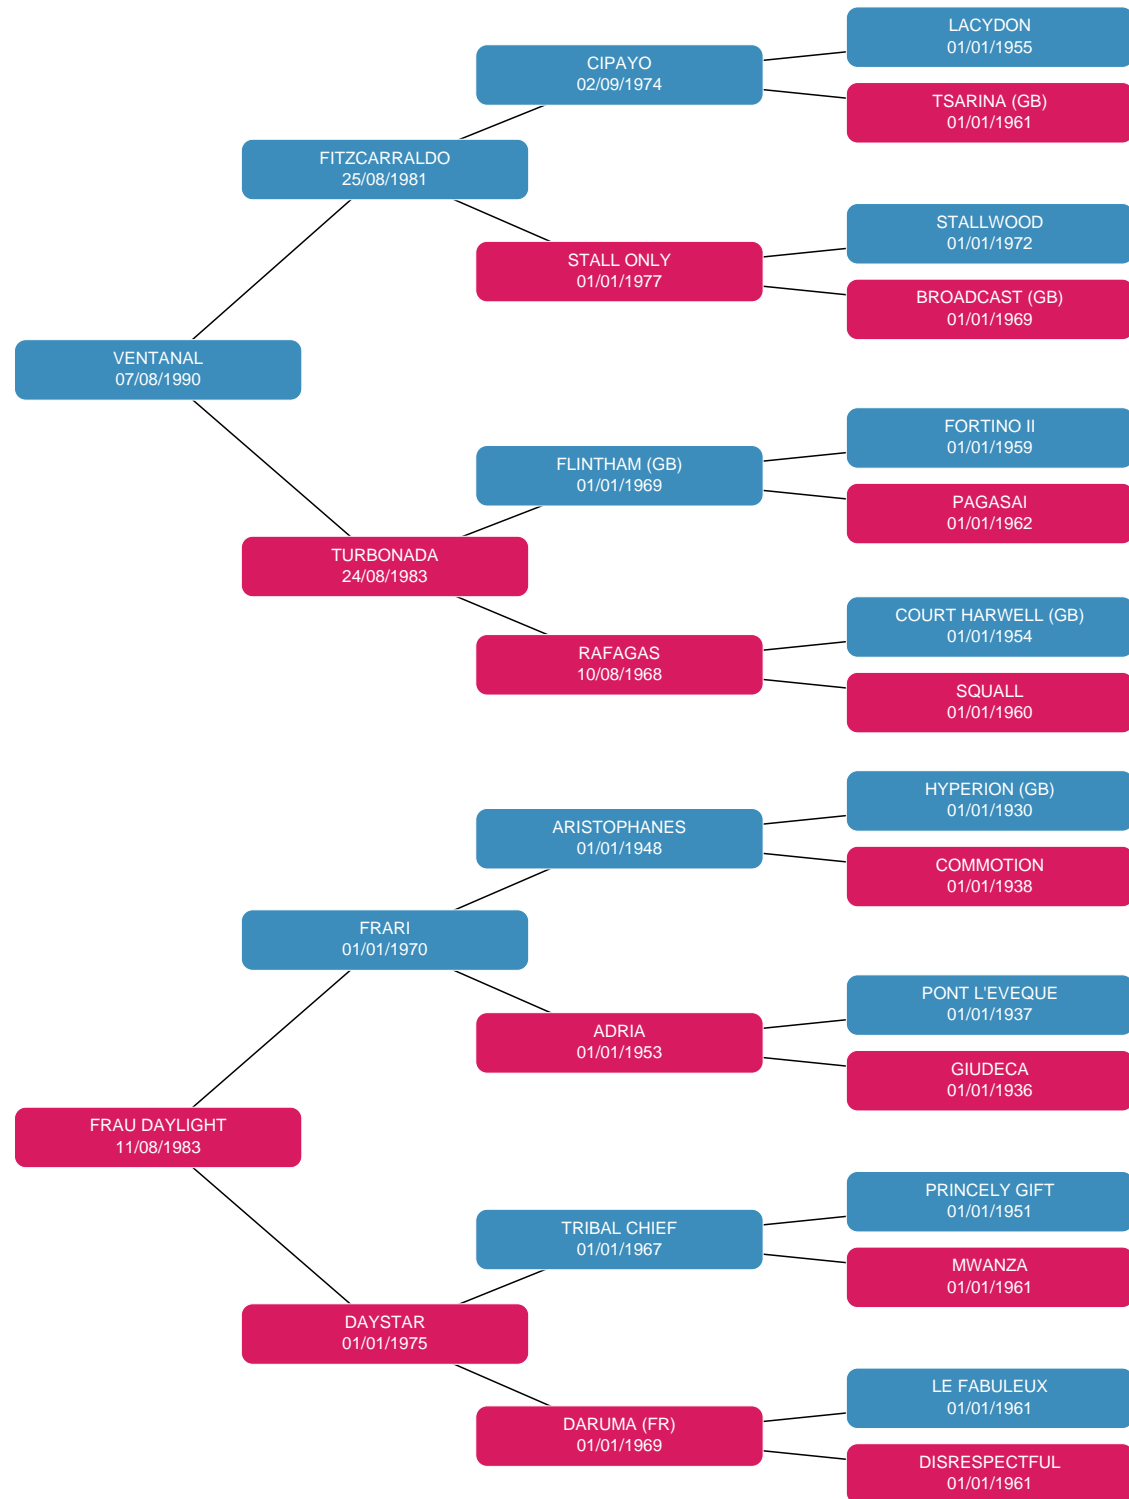 LACYDON
01/01/1955
CIPAYO
02/09/1974
TSARINA (GB)
01/01/1961
FITZCARRALDO
25/08/1981
STALLWOOD
01/01/1972
STALL ONLY
01/01/1977
BROADCAST (GB)
01/01/1969
VENTANAL
07/08/1990
FORTINO II
01/01/1959
FLINTHAM (GB)
01/01/1969
PAGASAI
01/01/1962
TURBONADA
24/08/1983
COURT HARWELL (GB)
01/01/1954
RAFAGAS
10/08/1968
SQUALL
01/01/1960
HYPERION (GB)
01/01/1930
ARISTOPHANES
01/01/1948
COMMOTION
01/01/1938
FRARI
01/01/1970
PONT L'EVEQUE
01/01/1937
ADRIA
01/01/1953
GIUDECA
01/01/1936
FRAU DAYLIGHT
11/08/1983
PRINCELY GIFT
01/01/1951
TRIBAL CHIEF
01/01/1967
MWANZA
01/01/1961
DAYSTAR
01/01/1975
LE FABULEUX
01/01/1961
DARUMA (FR)
01/01/1969
DISRESPECTFUL
01/01/1961